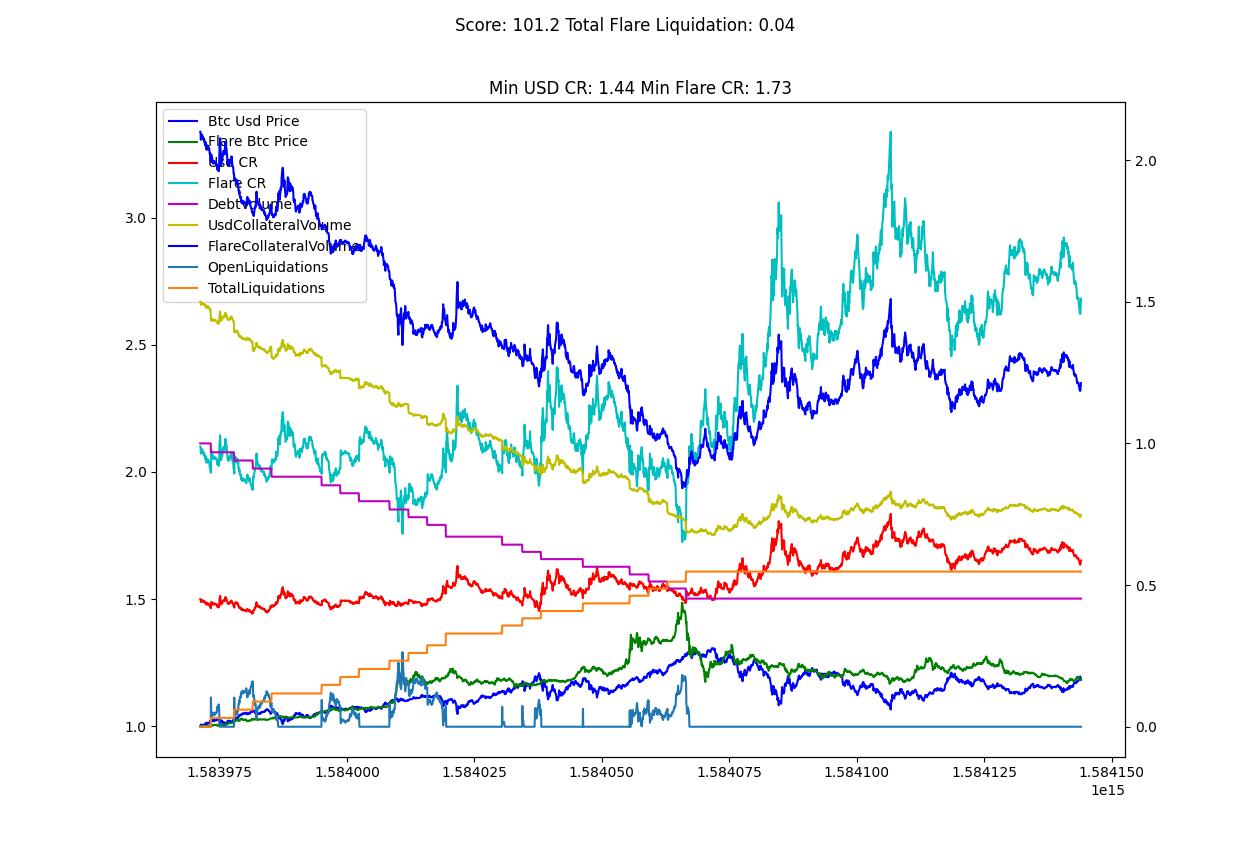 Score: 101.2 Total Flare Liquidation: 0.04
Min USD CR: 1.44 Min Flare CR: 1.73
Btc Usd Price
Flare Btc Price
Usd CR
Flare CR
DebtVolume
UsdCollateralVolume
FlareCollateralVolume
OpenLiquidations
TotalLiquidations
3.0
2.5
2.0
1.5
1.0
2.0
1.5
1.0
0.5
0.0
1.583975 1.584000 1.584025 1.584050 1.584075 1.584100 1.584125 1.584150
1e15